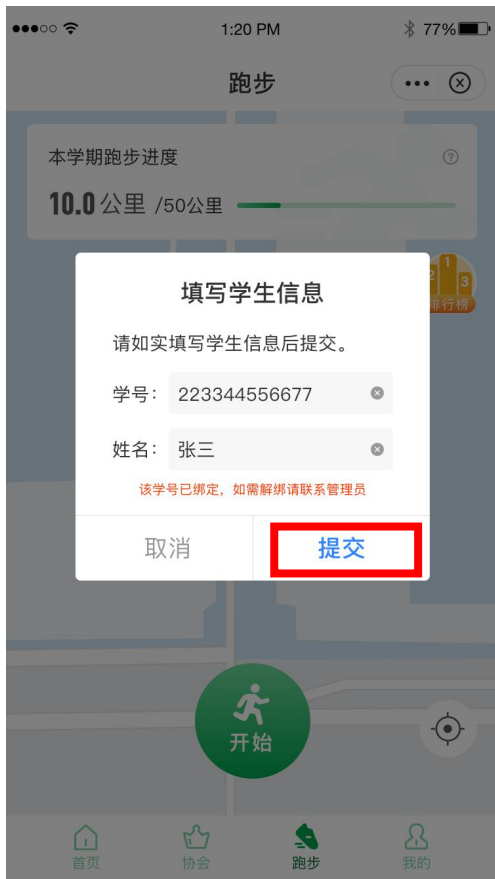 1:20 PM
77%
跑步
本学期跑步进度
10.0公里 /50公里
1
2
3
排行榜
填写学生信息
请如实填写学生信息后提交。
学号：223344556677
姓名：张三
该学号已绑定，如需解绑请联系管理员
取消
提交
开始
首页
协会
跑步
我的